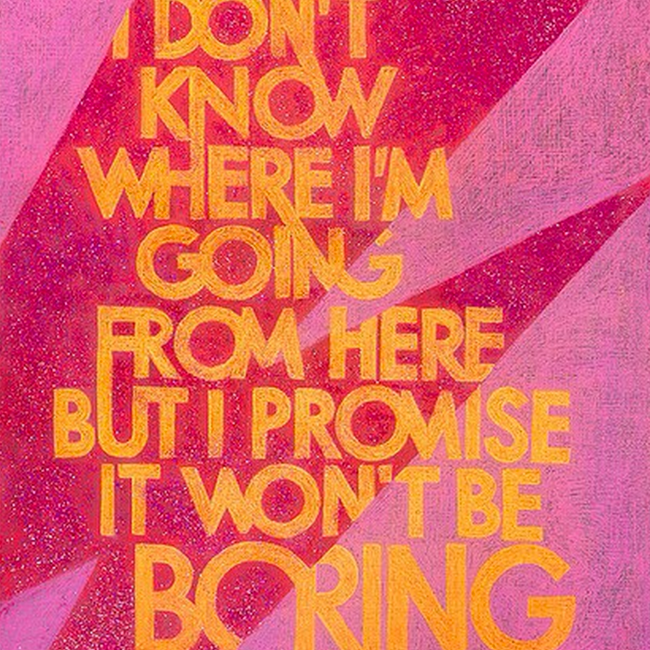 I DON'T
KNOW
WHERE I'M
GOING
FROM HERE
BUT I PROMISE
IT WON'T BE
BORING